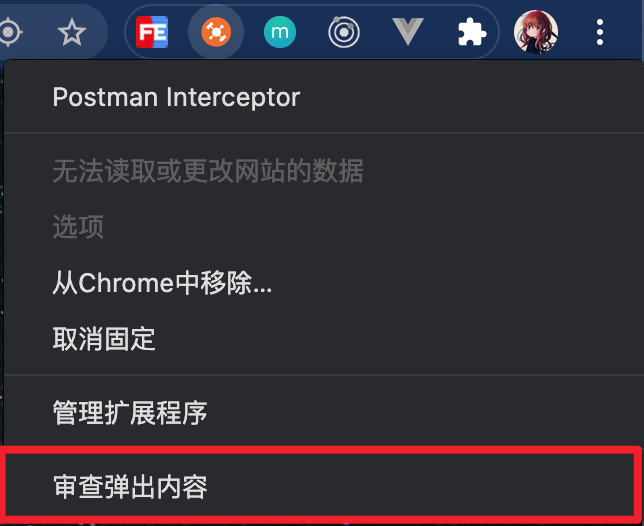 FE
m
Postman Interceptor
无法读取或更改网站的数据
选项
从Chrome中移除...
取消固定
管理扩展程序
审查弹出内容